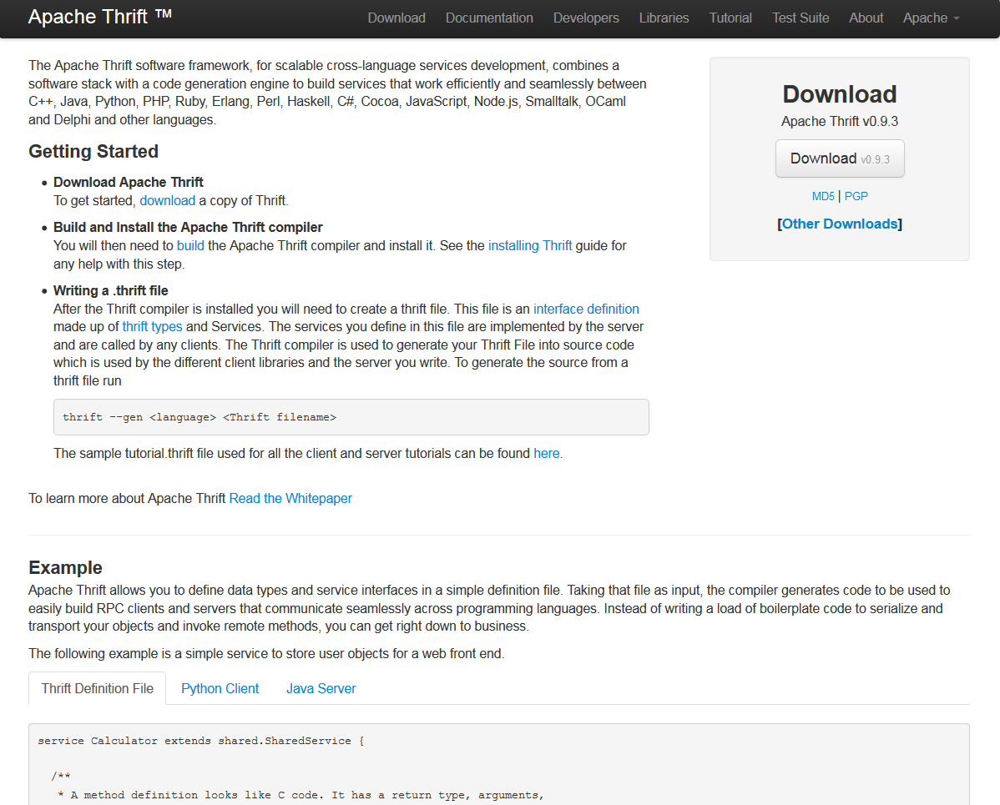 Apache Thrift ™
Download Documentation Developers Libraries Tutorial Test Suite About Apache
The Apache Thrift software framework, for scalable cross-language services development, combines a
software stack with a code generation engine to build services that work efficiently and seamlessly between
C++, Java, Python, PHP, Ruby, Erlang, Perl, Haskell, C#, Cocoa, JavaScript, Node.js, Smalltalk, OCaml
and Delphi and other languages.
Getting Started
• Download Apache Thrift
To get started, download a copy of Thrift.
• Build and Install the Apache Thrift compiler
You will then need to build the Apache Thrift compiler and install it. See the installing Thrift guide for
any help with this step.
• Writing a .thrift file
After the Thrift compiler is installed you will need to create a thrift file. This file is an interface definition
made up of thrift types and Services. The services you define in this file are implemented by the server
and are called by any clients. The Thrift compiler is used to generate your Thrift File into source code
which is used by the different client libraries and the server you write. To generate the source from a
thrift file run
thrift --gen <language> <Thrift filename>
The sample tutorial.thrift file used for all the client and server tutorials can be found here.
To learn more about Apache Thrift Read the Whitepaper
Download
Apache Thrift v0.9.3
Download v0.9.3
MD5 | PGP
[Other Downloads]
Example
Apache Thrift allows you to define data types and service interfaces in a simple definition file. Taking that file as input, the compiler generates code to be used to
easily build RPC clients and servers that communicate seamlessly across programming languages. Instead of writing a load of boilerplate code to serialize and
transport your objects and invoke remote methods, you can get right down to business.
The following example is a simple service to store user objects for a web front end.
Thrift Definition File Python Client Java Server
service Calculator extends shared.SharedService {
/**
* A method definition looks like C code. It has a return type, arguments,